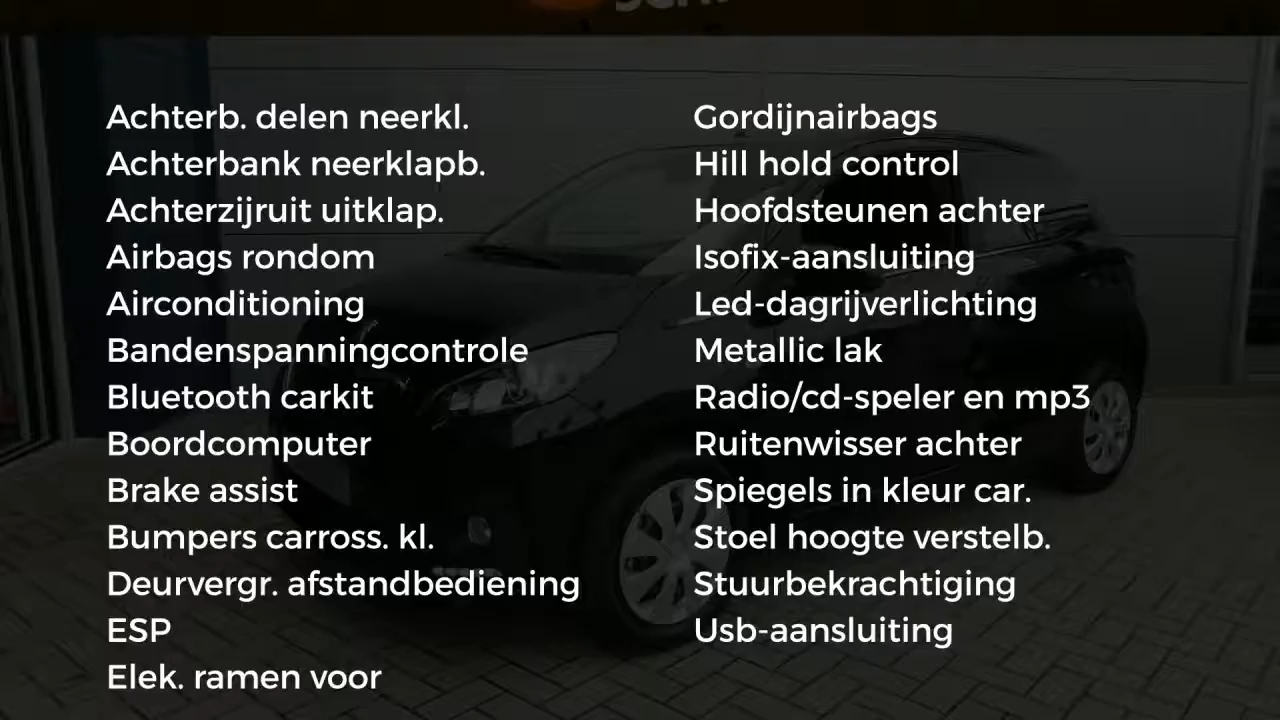 Achterb. delen neerkl.
Achterbank neerklapb.
Achterzijruit uitklap.
Airbags rondom
Airconditioning
Bandenspanningcontrole
Bluetooth carkit
Boordcomputer
Brake assist
Bumpers carross. kl.
Deurvergr. afstandbediening
ESP
Elek. ramen voor
Gordijnairbags
Hill hold control
Hoofdsteunen achter
Isofix-aansluiting
Led-dagrijverlichting
Metallic lak
Radio/cd-speler en mp3
Ruitenwisser achter
Spiegels in kleur car.
Stoel hoogte verstelb.
Stuurbekrachtiging
Usb-aansluiting